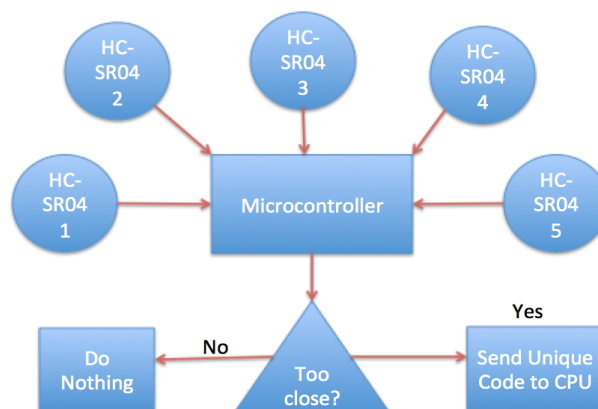 HC-
SR04
2
HC-
SR04
3
HC-
SR04
4
HC-
SR04
1
Microcontroller
HC-
SR04
5
No
Yes
Do
Nothing
Too
close?
Send Unique
Code to CPU